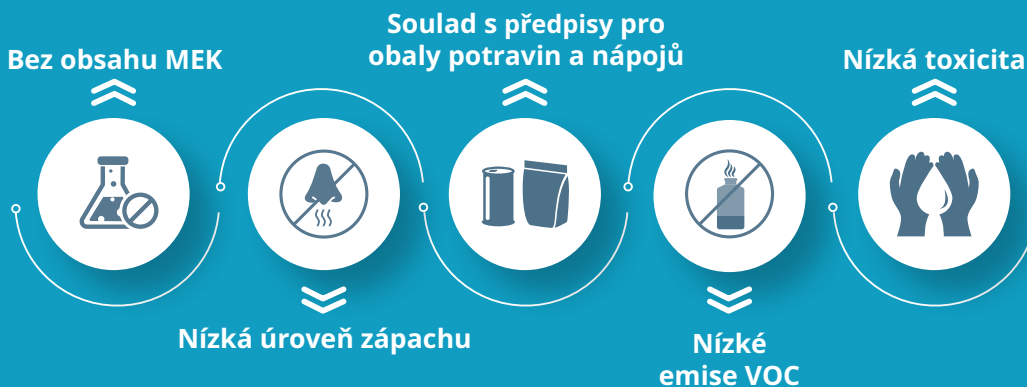 Bez obsahu MEK
Nízká úroveň zápachu
Soulad s předpisy pro
obaly potravin a nápojů
Nízké
emise VOC
Nízká toxicita